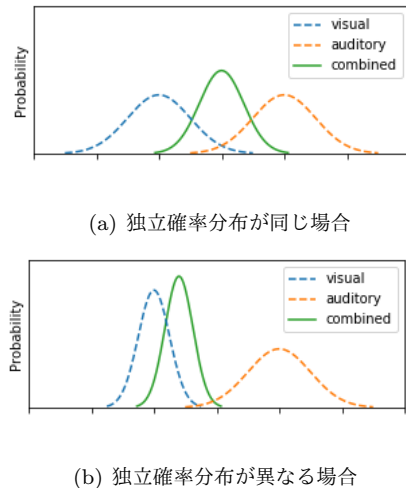 visual
auditory
combined
Probability
(a) 独立確率分布が同じ場合
visual
auditory
combined
Probability
(b) 独立確率分布が異なる場合